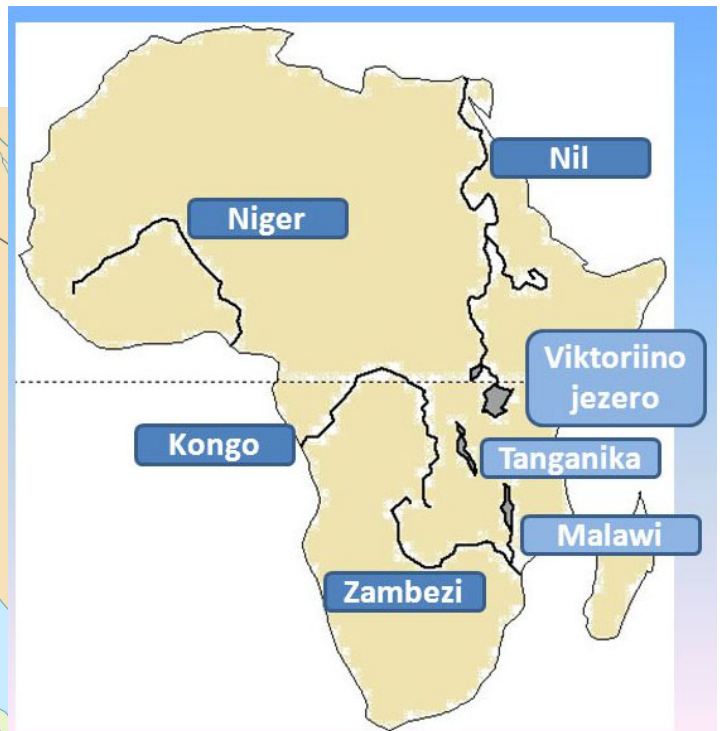 Nil
Niger
Viktoriino
jezero
Kongo
Tanganika
Malawi
Zambezi